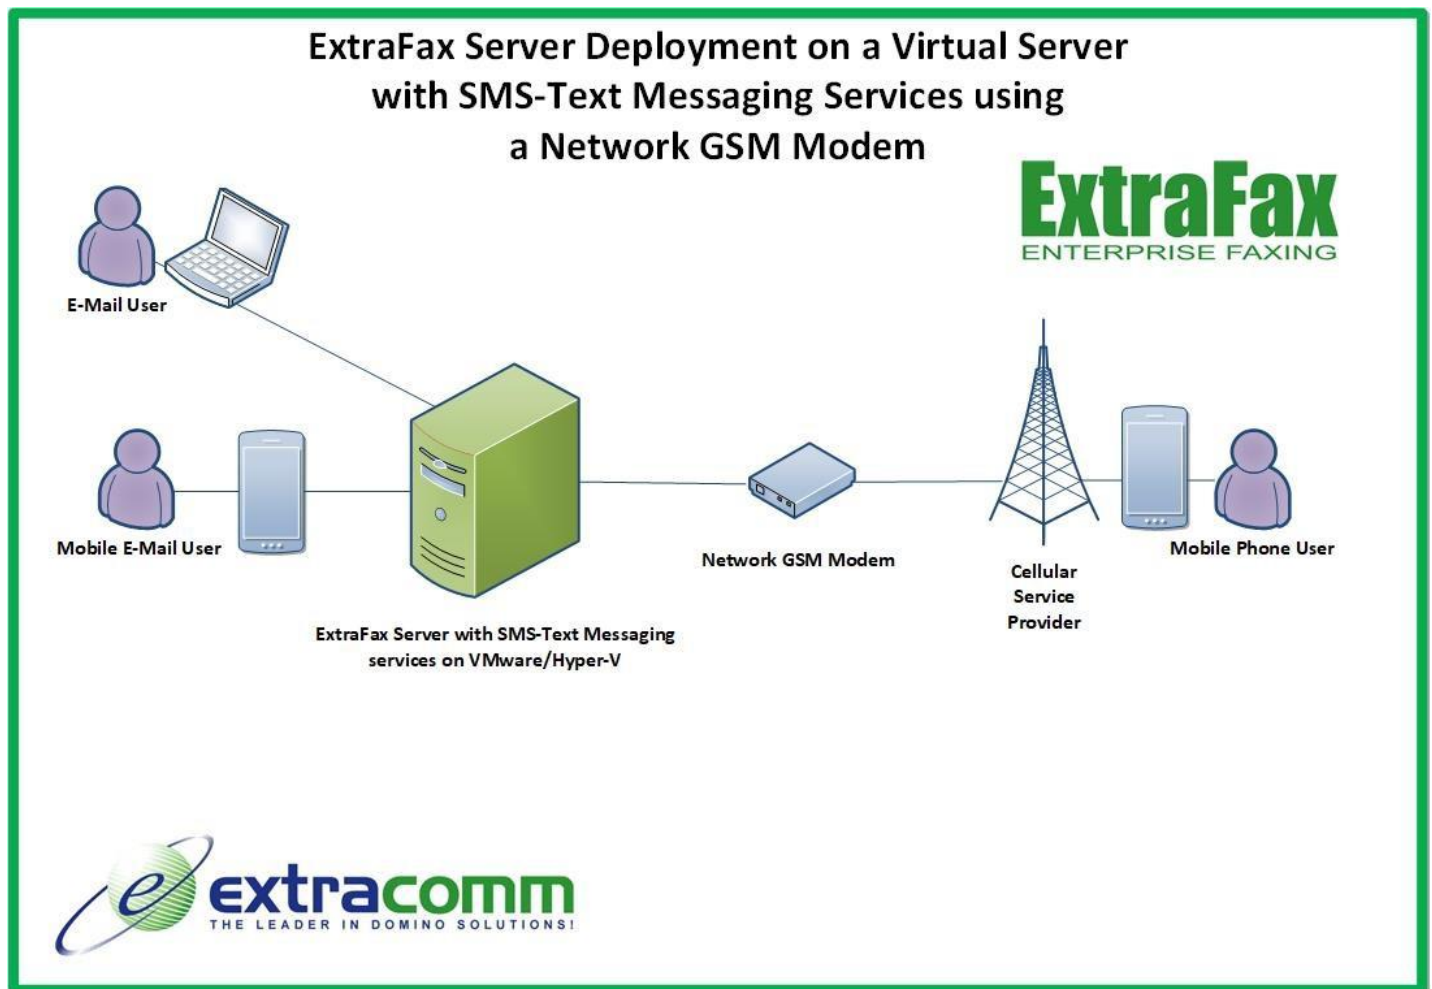 ExtraFax Server Deployment on a Virtual Server
with SMS-Text Messaging Services using
a Network GSM Modem
ExtraFax
ENTERPRISE FAXING
E-Mail User
Mobile E-Mail User
Network GSM Modem
Mobile Phone User
Cellular
Service
Provider
ExtraFax Server with SMS-Text Messaging
services on VMware/Hyper-V
e
extracomm
THE LEADER IN DOMINO SOLUTIONS!